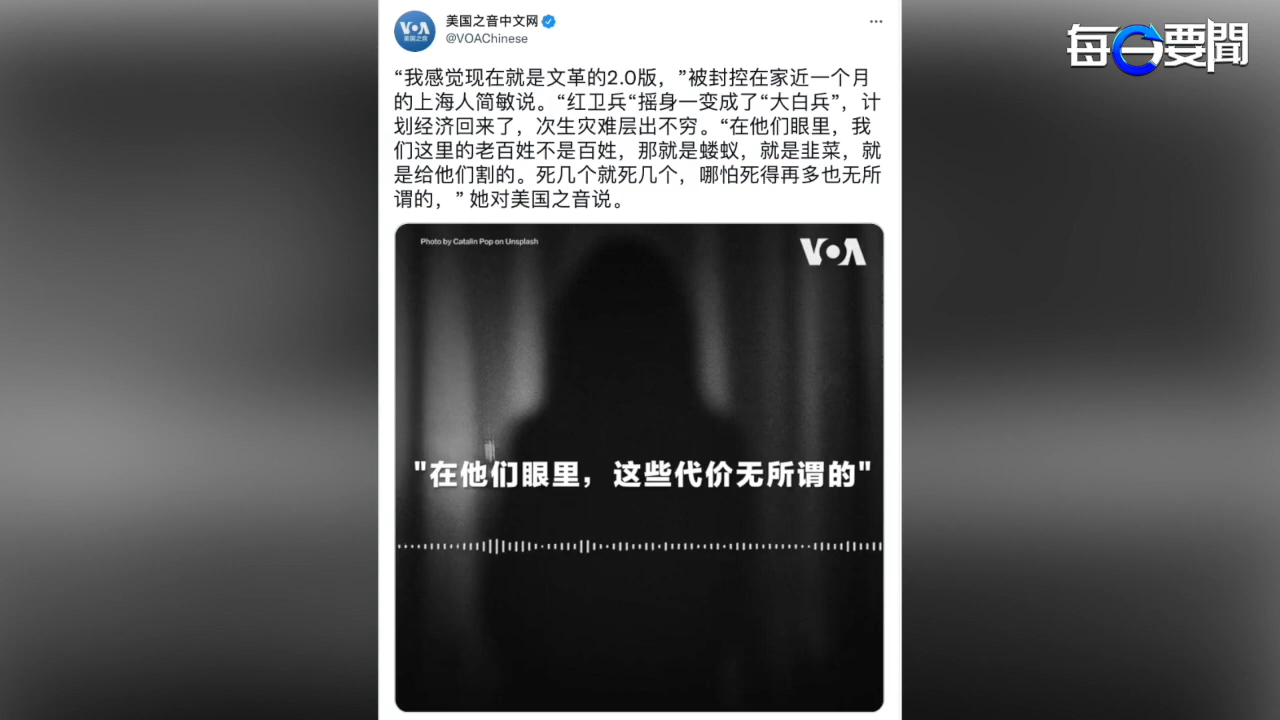 美国之音中文网
@VOAChinese
每日要聞
“我感觉现在就是文革的2.0版，”被封控在家近一个月
的上海人简敏说。“红卫兵“摇身一变成了“大白兵”，计
划经济回来了，次生灾难层出不穷。“在他们眼里，我
们这里的老百姓不是百姓，那就是蝼蚁，就是韭菜，就
是给他们割的。死几个就死几个，哪怕死得再多也无所
谓的，” 她对美国之音说。
Photo by Catalin Pop on Unsplash
VOA
"在他们眼里，这些代价无所谓的"
VOA
美国之音